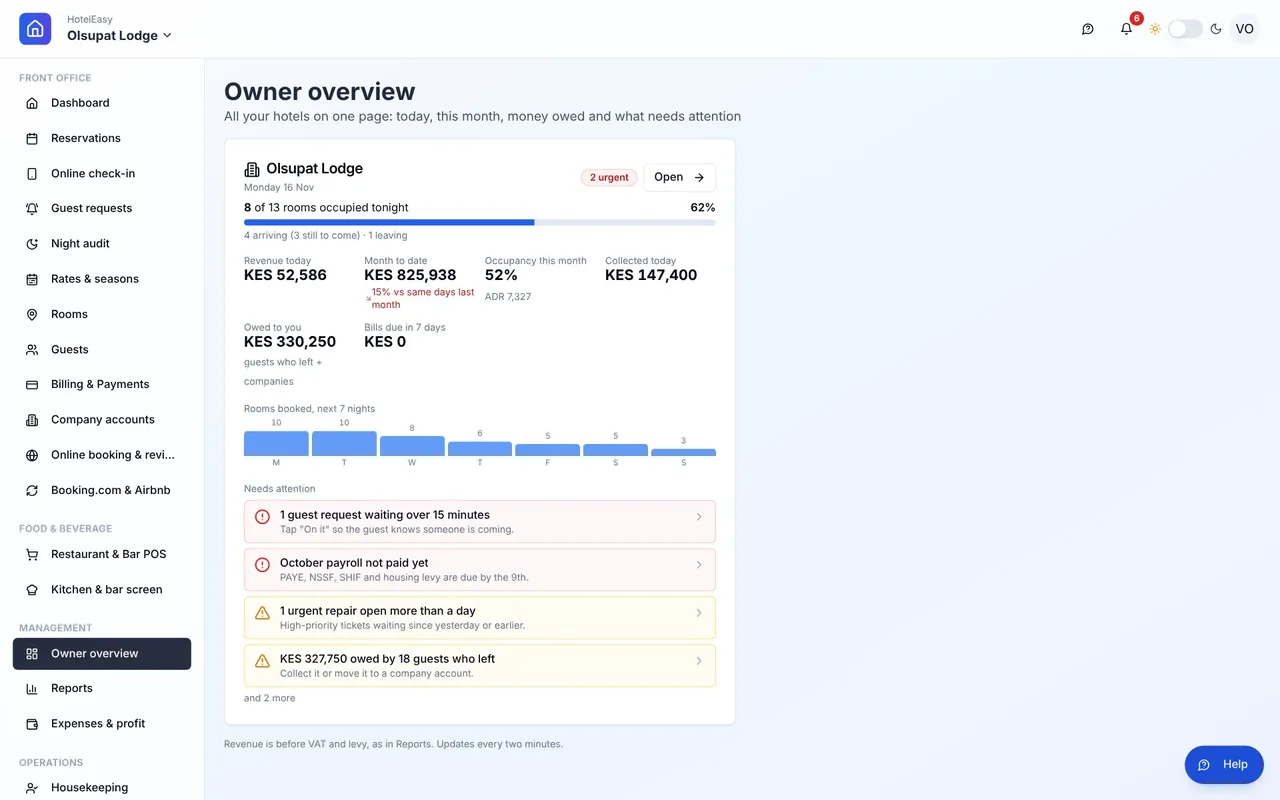 HotelEasy
Olsupat Lodge
6
VO
FRONT OFFICE
Dashboard
Reservations
Online check-in
Guest requests
Night audit
Rates & seasons
Rooms
Guests
Billing & Payments
Company accounts
Online booking & revi...
Booking.com & Airbnb
FOOD & BEVERAGE
Restaurant & Bar POS
Kitchen & bar screen
MANAGEMENT
Owner overview
Reports
Expenses & profit
OPERATIONS
Housekeeping
Owner overview
All your hotels on one page: today, this month, money owed and what needs attention
Olsupat Lodge
Monday 16 Nov
2 urgent
Open
8 of 13 rooms occupied tonight
62%
4 arriving (3 still to come) · 1 leaving
Revenue today
KES 52,586
Month to date
KES 825,938
15% vs same days last
month
Occupancy this month
52%
ADR 7,327
Collected today
KES 147,400
Owed to you
KES 330,250
guests who left +
companies
Bills due in 7 days
KES 0
Rooms booked, next 7 nights
10 10 8 6 5 5 3
M T W T F S S
Needs attention
1 guest request waiting over 15 minutes
Tap "On it" so the guest knows someone is coming.
October payroll not paid yet
PAYE, NSSF, SHIF and housing levy are due by the 9th.
1 urgent repair open more than a day
High-priority tickets waiting since yesterday or earlier.
KES 327,750 owed by 18 guests who left
Collect it or move it to a company account.
and 2 more
Revenue is before VAT and levy, as in Reports. Updates every two minutes.
Help